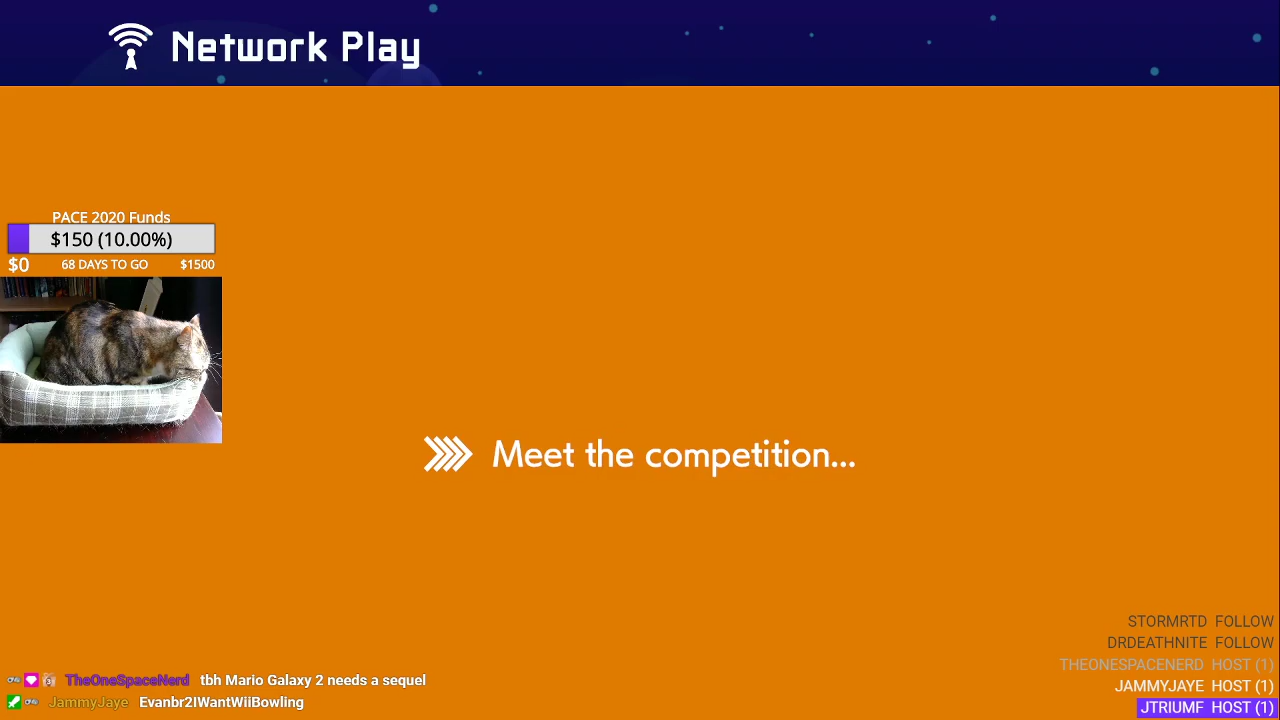 Network Play
PACE 2020 Funds
$150 (10.00%)
$0 68 DAYS TO GO $1500
Meet the competition...
STORMRTD FOLLOW
DRDEATHNITE FOLLOW
THEONESPACENERD HOST (1)
JAMMYJAYE HOST (1)
JTRIUMF HOST (1)
TheOneSpaceNerd tbh Mario Galaxy 2 needs a sequel
JammyJaye Evanbr2IWantWiiBowling